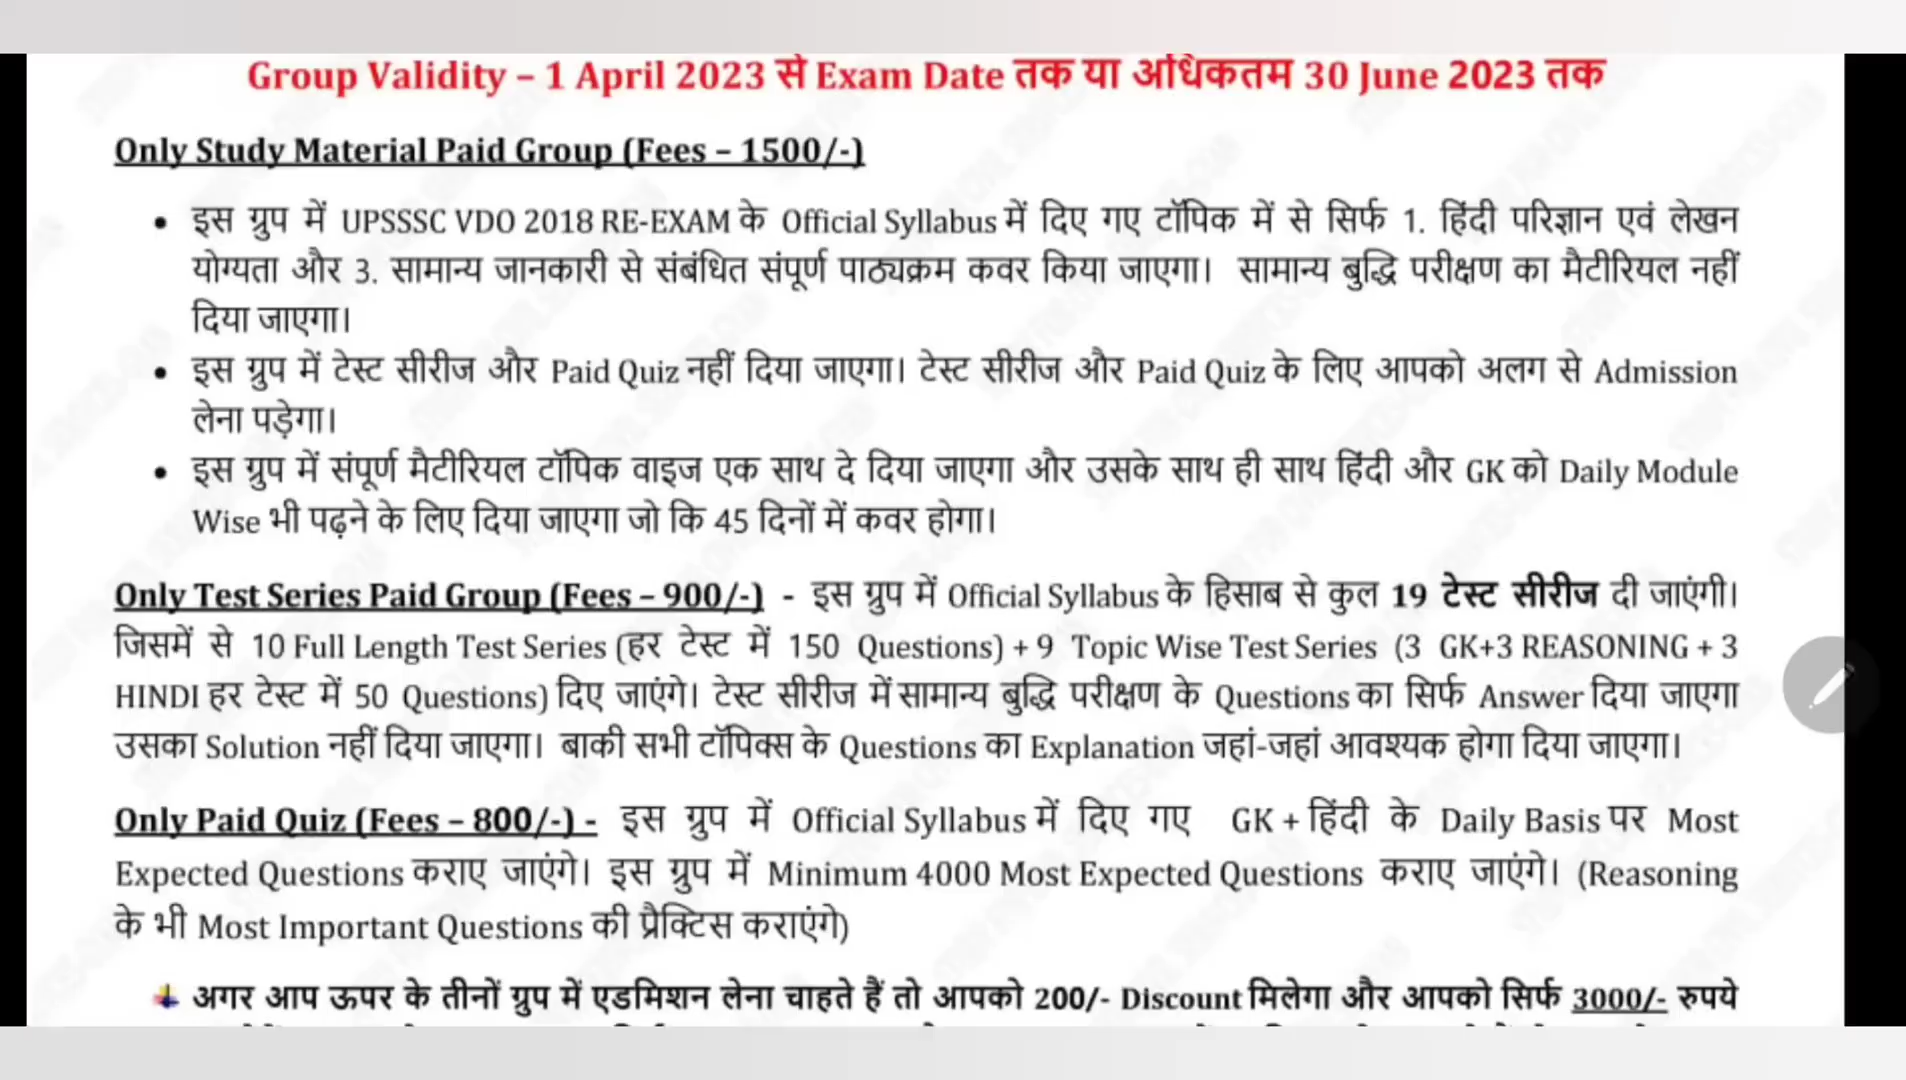 Group Validity – 1 April 2023 से Exam Date तक या अधिकतम 30 June 2023 तक
Only Study Material Paid Group (Fees – 1500/-)
• इस ग्रुप में UPSSSC VDO 2018 RE-EXAM के Official Syllabus में दिए गए टॉपिक में से सिर्फ 1. हिंदी परिज्ञान एवं लेखन
योग्यता और 3. सामान्य जानकारी से संबंधित संपूर्ण पाठ्यक्रम कवर किया जाएगा। सामान्य बुद्धि परीक्षण का मैटीरियल नहीं
दिया जाएगा।
• इस ग्रुप में टेस्ट सीरीज और Paid Quiz नहीं दिया जाएगा। टेस्ट सीरीज और Paid Quiz के लिए आपको अलग से Admission
लेना पड़ेगा।
• इस ग्रुप में संपूर्ण मैटीरियल टॉपिक वाइज एक साथ दे दिया जाएगा और उसके साथ ही साथ हिंदी और GK को Daily Module
Wise भी पढ़ने के लिए दिया जाएगा जो कि 45 दिनों में कवर होगा।
Only Test Series Paid Group (Fees – 900/-) - इस ग्रुप में Official Syllabus के हिसाब से कुल 19 टेस्ट सीरीज दी जाएंगी।
जिसमें से 10 Full Length Test Series (हर टेस्ट में 150 Questions) + 9 Topic Wise Test Series (3 GK+3 REASONING + 3
HINDI हर टेस्ट में 50 Questions) दिए जाएंगे। टेस्ट सीरीज में सामान्य बुद्धि परीक्षण के Questions का सिर्फ Answer दिया जाएगा
उसका Solution नहीं दिया जाएगा। बाकी सभी टॉपिक्स के Questions का Explanation जहां-जहां आवश्यक होगा दिया जाएगा।
Only Paid Quiz (Fees – 800/-) - इस ग्रुप में Official Syllabus में दिए गए GK + हिंदी के Daily Basis पर Most
Expected Questions कराए जाएंगे। इस ग्रुप में Minimum 4000 Most Expected Questions कराए जाएंगे। (Reasoning
के भी Most Important Questions की प्रैक्टिस कराएंगे)
अगर आप ऊपर के तीनों ग्रुप में एडमिशन लेना चाहते हैं तो आपको 200/- Discount मिलेगा और आपको सिर्फ 3000/- रुपये